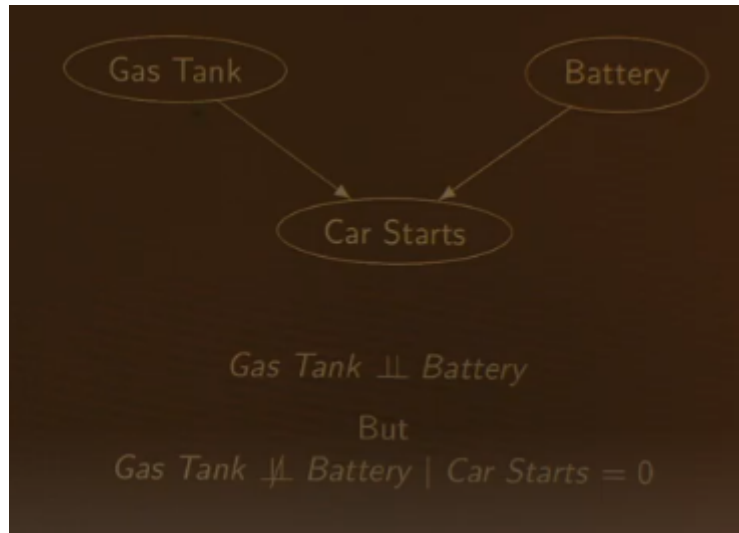 Gas Tank
Battery
Car Starts
Gas Tank ⫫ Battery
But
Gas Tank ⫫̸ Battery | Car Starts = 0